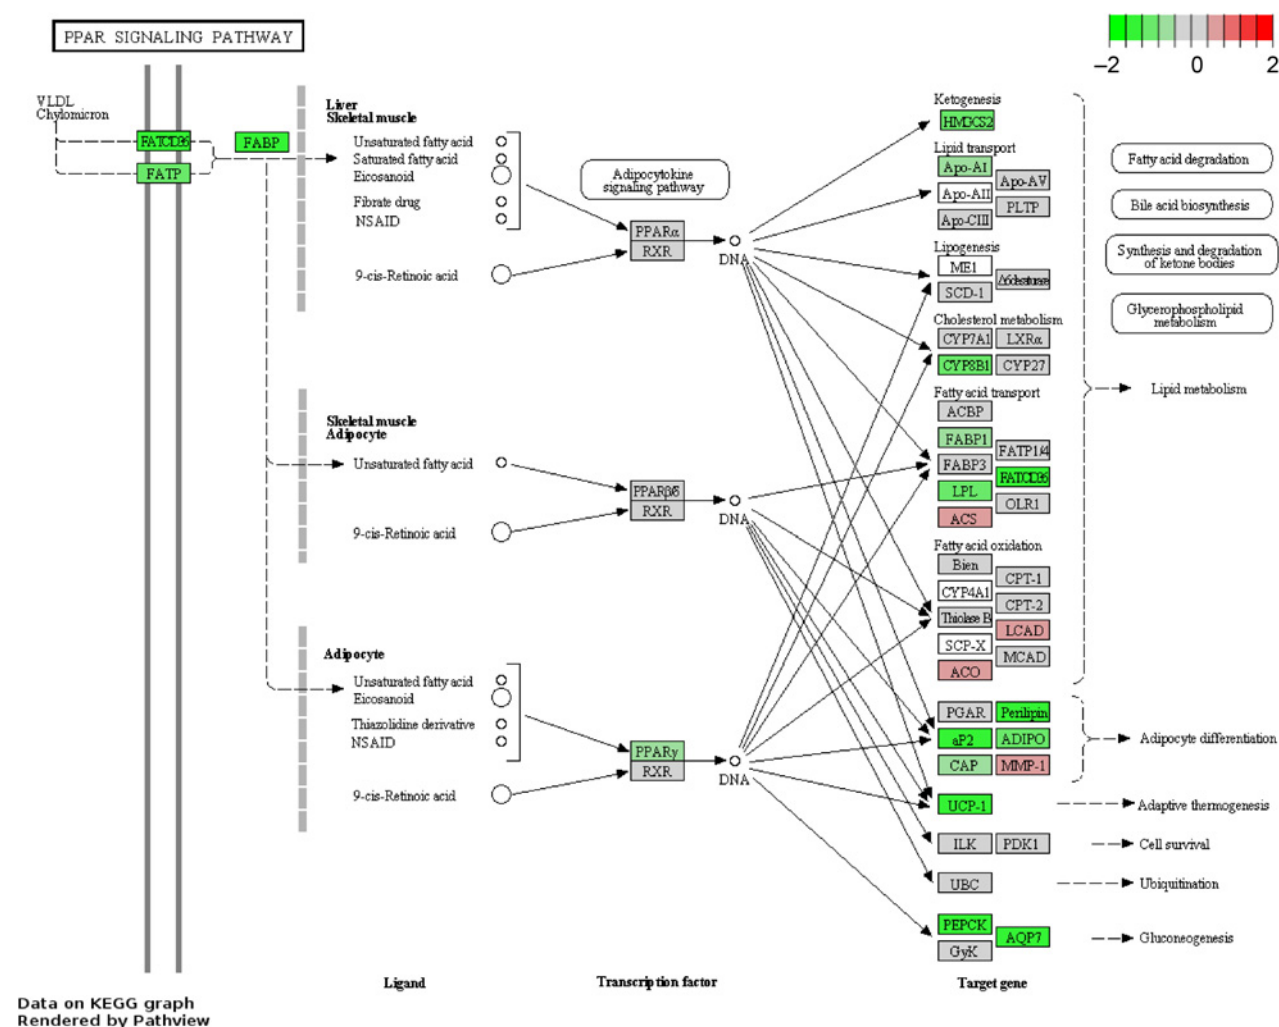 PPAR SIGNALING PATHWAY
−2
0
2
VLDL
Chylomicron
FAT/CD36
FATP
FABP
Liver
Skeletal muscle
Unsaturated fatty acid
Saturated fatty acid
Eicosanoid
Fibrate drug
NSAID
9-cis-Retinoic acid
Adipocytokine
signaling pathway
PPARα
RXR
DNA
Ketogenesis
HMGCS2
Lipid transport
Apo-AI
Apo-AII
Apo-CIII
Apo-AV
PLTP
Lipogenesis
ME1
SCD-1
Δ6desaturase
Cholesterol metabolism
CYP7A1
LXRα
CYP8B1
CYP27
Fatty acid transport
ACBP
FABP1
FABP3
LPL
ACS
FATP1/4
FAT/CD36
OLR1
Fatty acid oxidation
Bien
CYP4A1
Thiolase B
SCP-X
ACO
CPT-1
CPT-2
LCAD
MCAD
Fatty acid degradation
Bile acid biosynthesis
Synthesis and degradation
of ketone bodies
Glycerophospholipid
metabolism
Lipid metabolism
Skeletal muscle
Adipocyte
Unsaturated fatty acid
9-cis-Retinoic acid
PPARβ/δ
RXR
DNA
Adipocyte
Unsaturated fatty acid
Eicosanoid
Thiazolidine derivative
NSAID
9-cis-Retinoic acid
PPARγ
RXR
DNA
PGAR
Perilipin
aP2
ADIPO
CAP
MMP-1
Adipocyte differentiation
UCP-1
Adaptive thermogenesis
ILK
PDK1
Cell survival
UBC
Ubiquitination
PEPCK
AQP7
GyK
Gluconeogenesis
Ligand
Transcription factor
Target gene
Data on KEGG graph
Rendered by Pathview